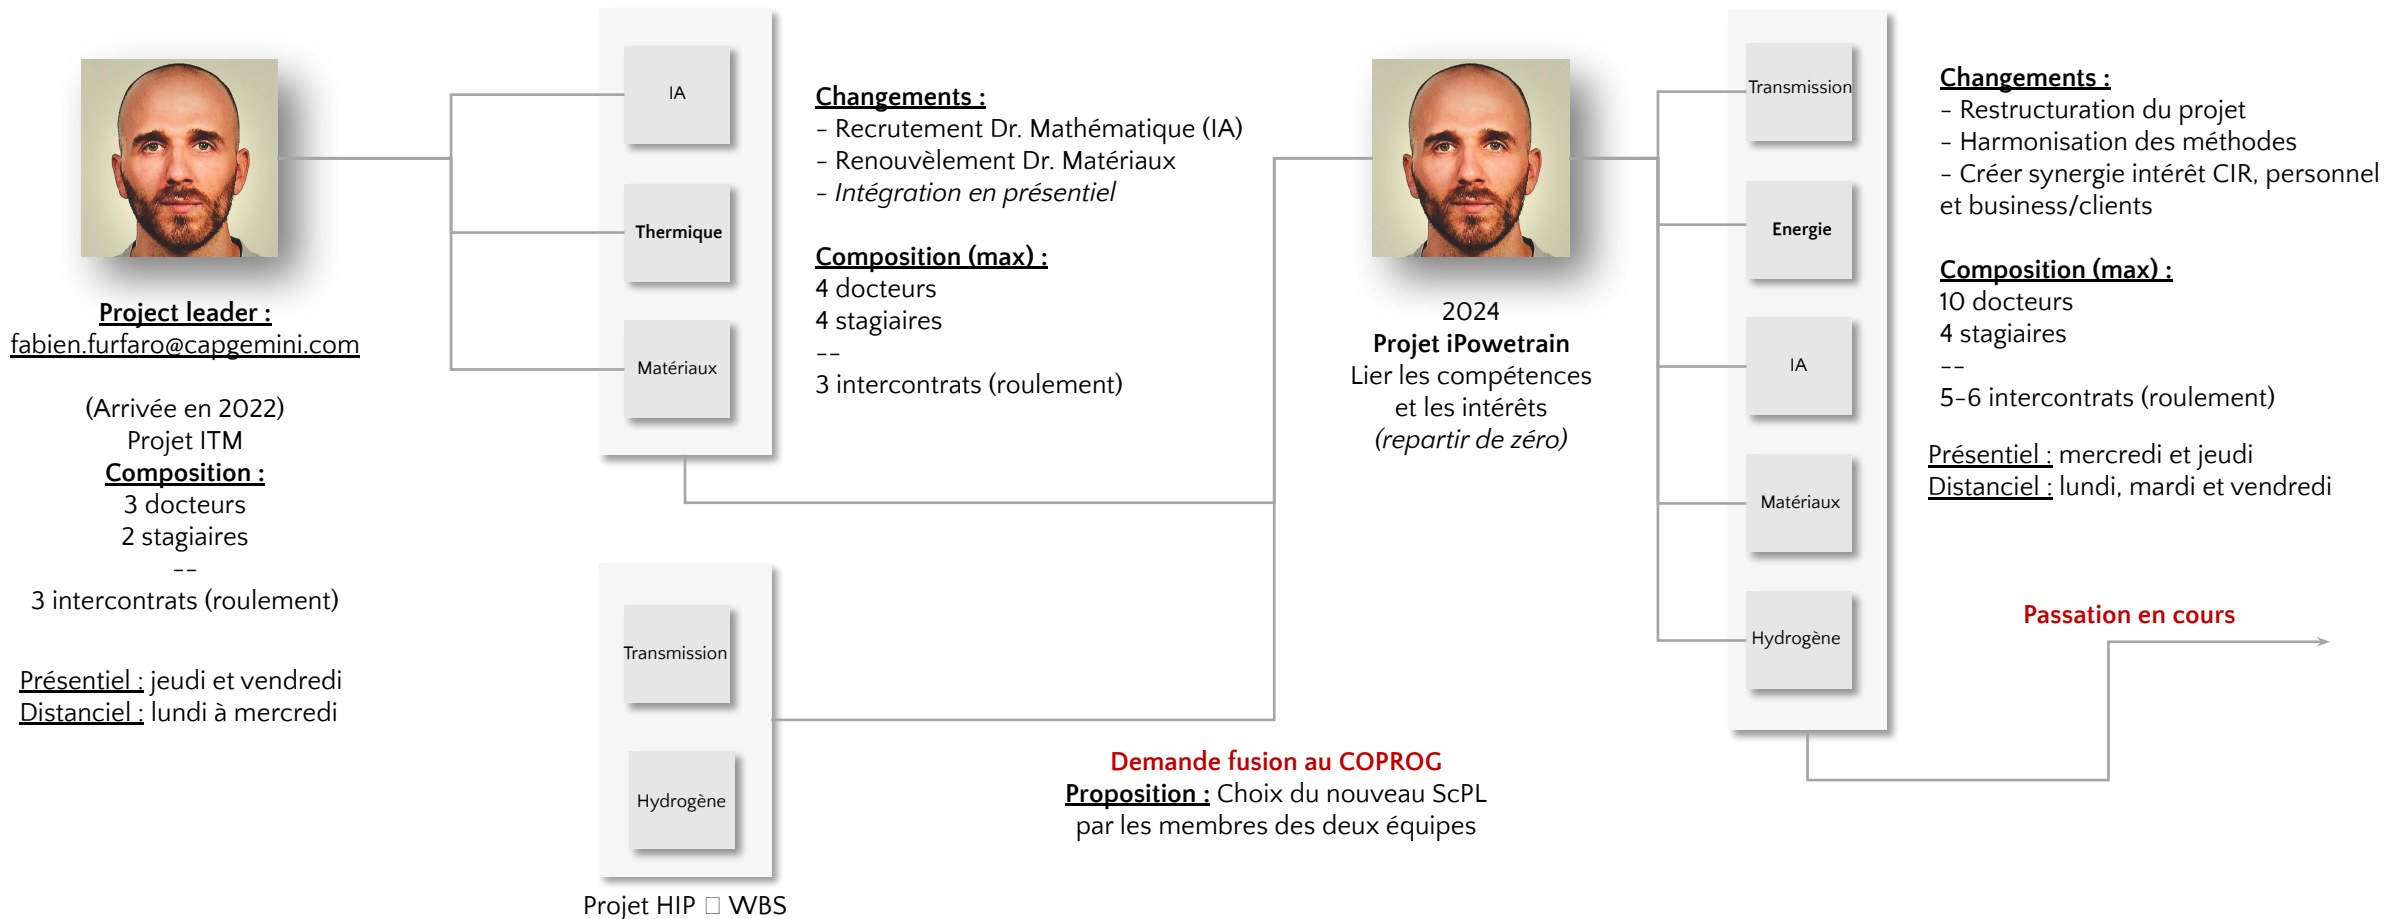 Project leader :
fabien.furfaro@capgemini.com
(Arrivée en 2022)
Projet ITM
Composition :
3 docteurs
2 stagiaires
--
3 intercontrats (roulement)
Présentiel : jeudi et vendredi
Distanciel : lundi à mercredi
IA
Thermique
Matériaux
Changements :
- Recrutement Dr. Mathématique (IA)
- Renouvèlement Dr. Matériaux
- Intégration en présentiel
Composition (max) :
4 docteurs
4 stagiaires
--
3 intercontrats (roulement)
Transmission
Hydrogène
Projet HIP □ WBS
Demande fusion au COPROG
Proposition : Choix du nouveau ScPL
par les membres des deux équipes
2024
Projet iPowetrain
Lier les compétences
et les intérêts
(repartir de zéro)
Transmission
Energie
IA
Matériaux
Hydrogène
Changements :
- Restructuration du projet
- Harmonisation des méthodes
- Créer synergie intérêt CIR, personnel
et business/clients
Composition (max) :
10 docteurs
4 stagiaires
--
5-6 intercontrats (roulement)
Présentiel : mercredi et jeudi
Distanciel : lundi, mardi et vendredi
Passation en cours